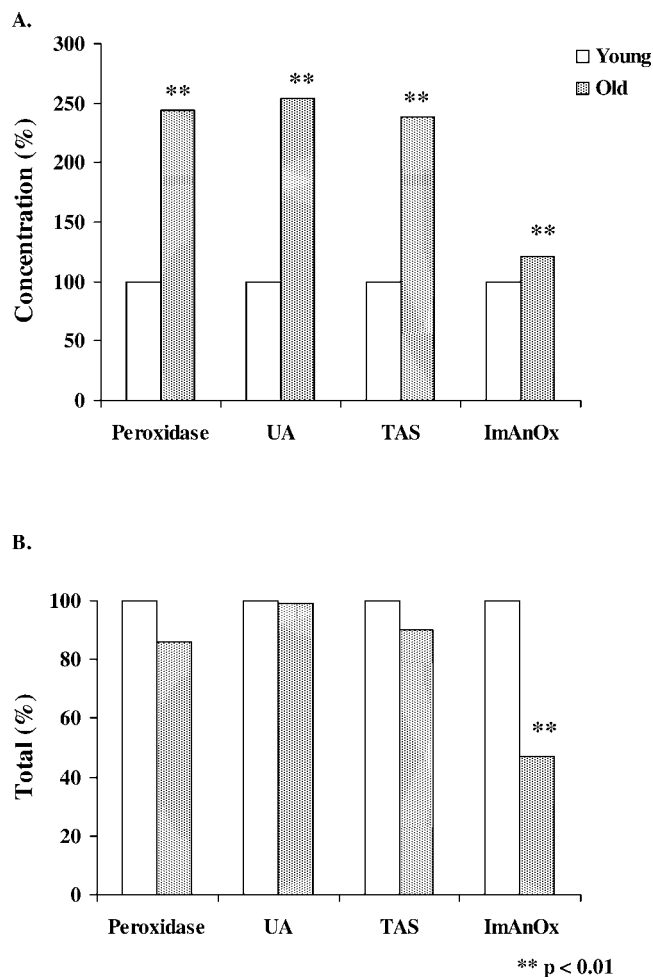 A.
300
250
200
150
100
50
0
Concentration (%)
** ** ** **
Young
Old
Peroxidase UA TAS ImAnOx
B.
100
80
60
40
20
0
Total (%)
**
Peroxidase UA TAS ImAnOx
** p < 0.01